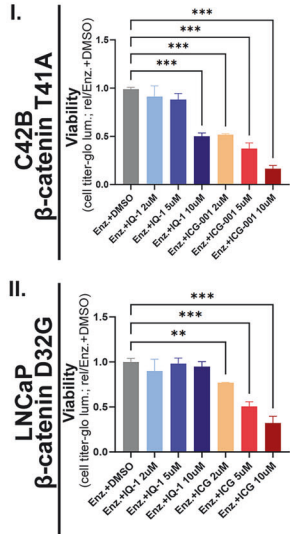 I.
C42B
β-catenin T41A
Viability
(cell titer-glo lum.; rel/Enz.+DMSO)
***
***
***
***
1.5
1.0
0.5
0.0
Enz.+DMSO
Enz.+IQ-1 2uM
Enz.+IQ-1 5uM
Enz.+IQ-1 10uM
Enz.+ICG-001 2uM
Enz.+ICG-001 5uM
Enz.+ICG-001 10uM
II.
LNCaP
β-catenin D32G
Viability
(cell titer-glo lum.; rel/Enz.+DMSO)
***
***
**
1.5
1.0
0.5
0.0
Enz.+DMSO
Enz.+IQ-1 2uM
Enz.+IQ-1 5uM
Enz.+IQ-1 10uM
Enz.+ICG 2uM
Enz.+ICG 5uM
Enz.+ICG 10uM